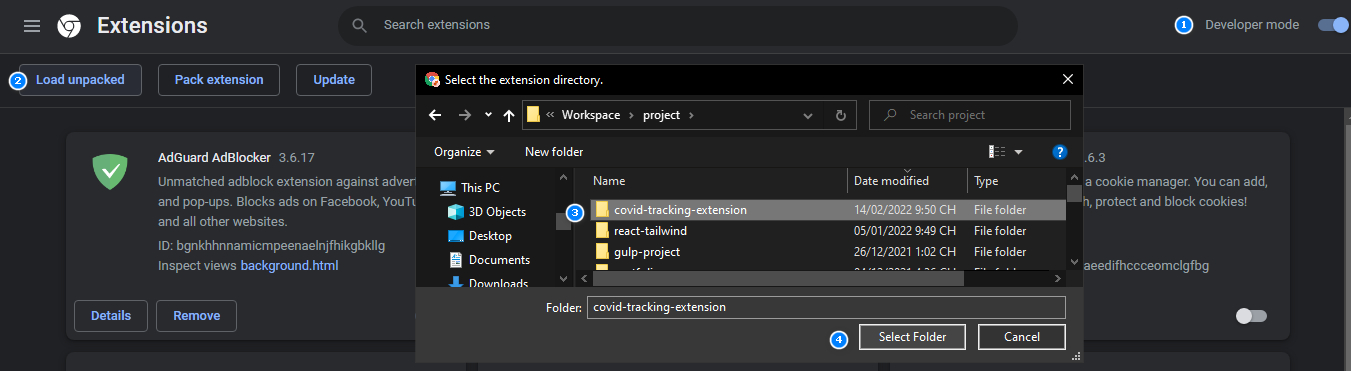 Extensions
Search extensions
1 Developer mode
2 Load unpacked
Pack extension
Update
Select the extension directory.
Workspace project
Search project
Organize New folder
Name Date modified Type
This PC
3D Objects
Desktop
Documents
Downloads
3 covid-tracking-extension 14/02/2022 9:50 CH File folder
react-tailwind 05/01/2022 9:49 CH File folder
gulp-project 26/12/2021 1:02 CH File folder
Folder: covid-tracking-extension
4 Select Folder Cancel
AdGuard AdBlocker 3.6.17
Unmatched adblock extension against adver
and pop-ups. Blocks ads on Facebook, YouTu
and all other websites.
ID: bgnkhhnnamicmpeenaelnjfhikgbkllg
Inspect views background.html
Details Remove
.6.3
a cookie manager. You can add,
h, protect and block cookies!
aeedifhccceomclgfbg